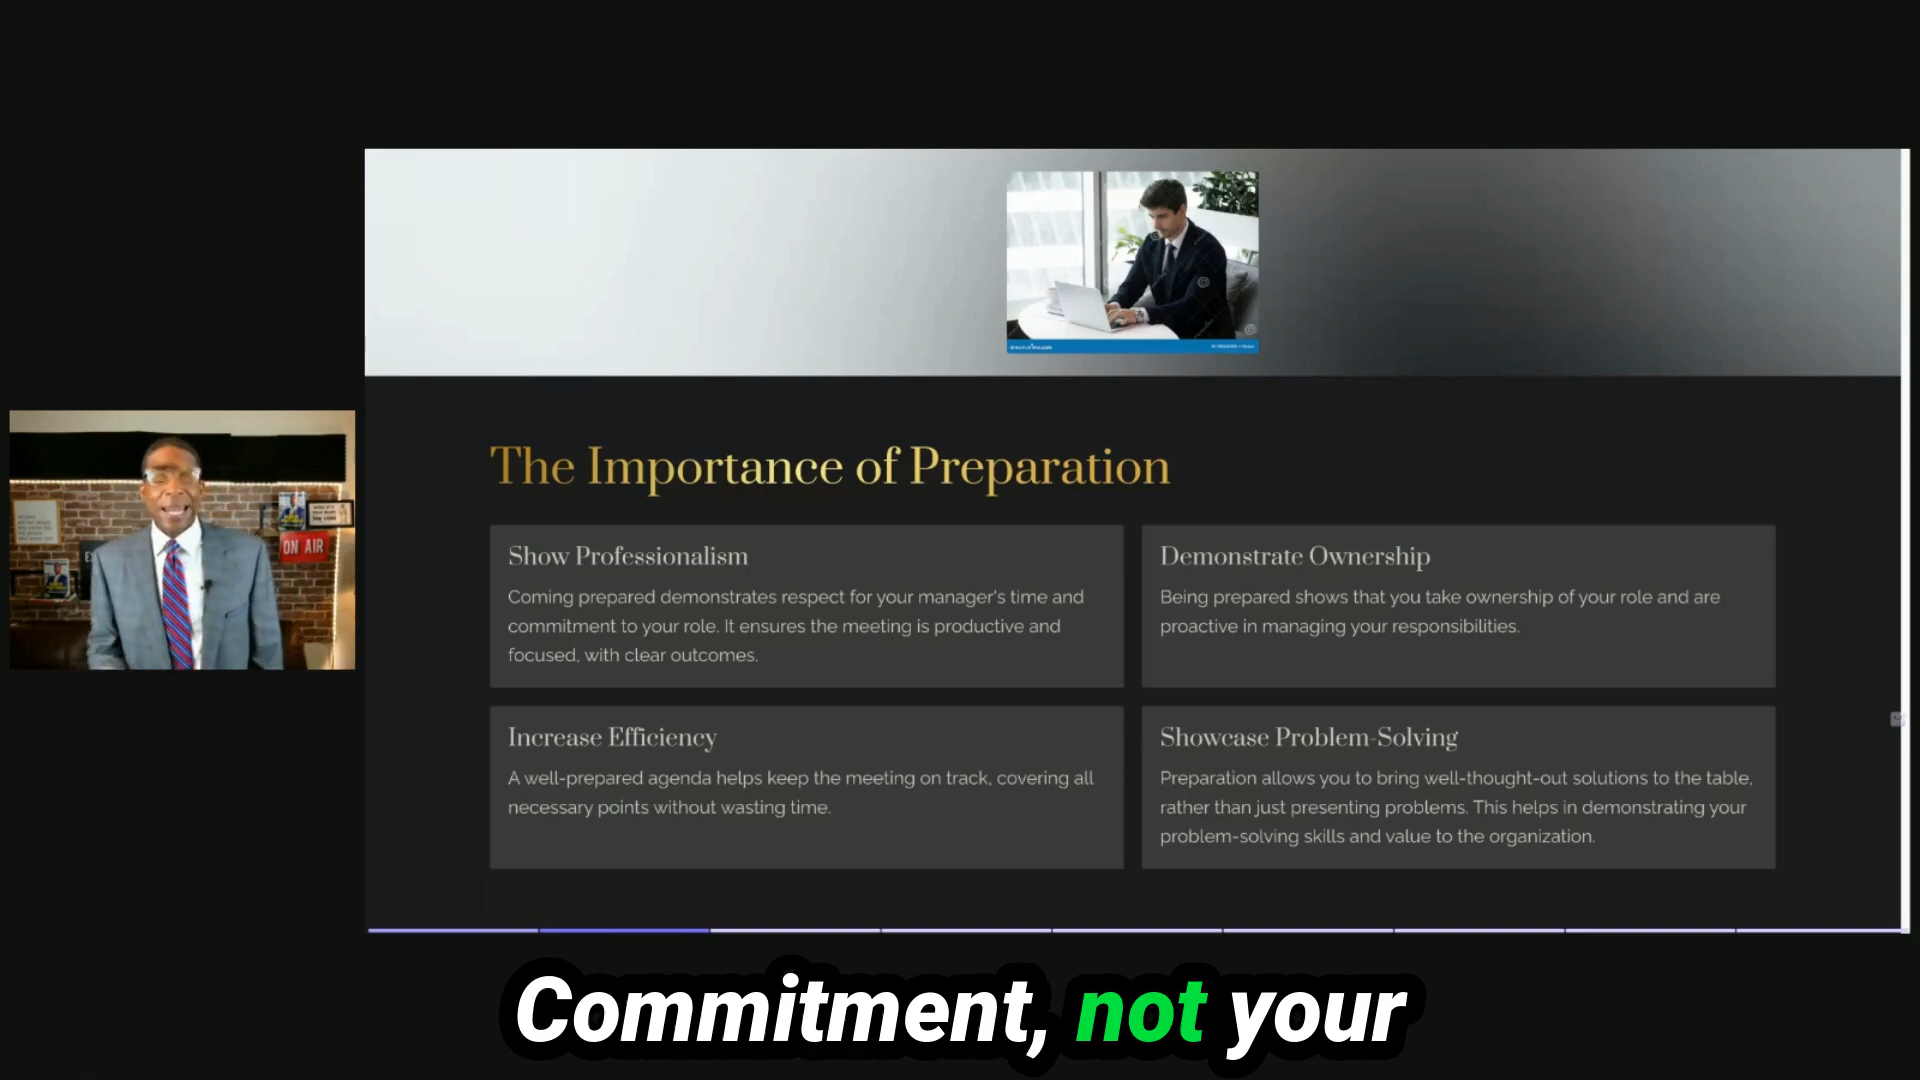 The Importance of Preparation
Show Professionalism
Coming prepared demonstrates respect for your manager's time and
commitment to your role. It ensures the meeting is productive and
focused, with clear outcomes.
Demonstrate Ownership
Being prepared shows that you take ownership of your role and are
proactive in managing your responsibilities.
Increase Efficiency
A well-prepared agenda helps keep the meeting on track, covering all
necessary points without wasting time.
Showcase Problem-Solving
Preparation allows you to bring well-thought-out solutions to the table,
rather than just presenting problems. This helps in demonstrating your
problem-solving skills and value to the organization.
ON AIR
Commitment, not your